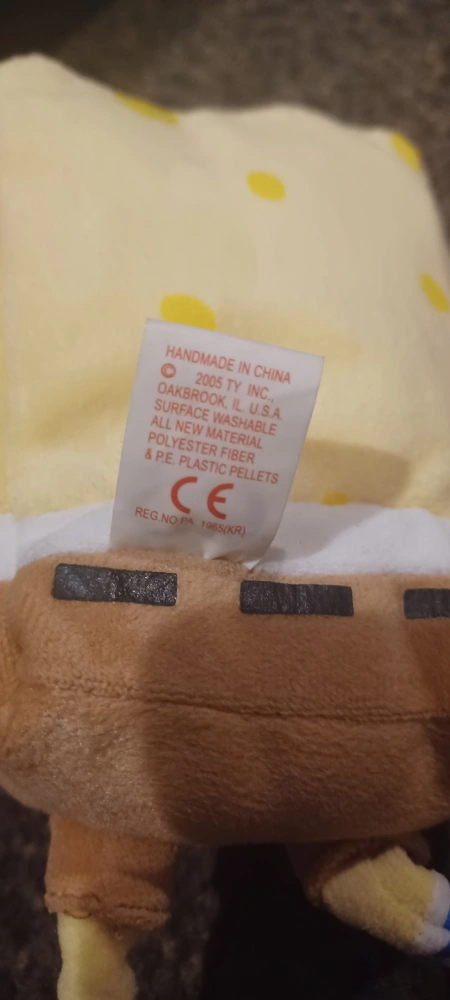 HANDMADE IN CHINA
© 2005 TY INC.,
OAKBROOK, IL. U.S.A.
SURFACE WASHABLE
ALL NEW MATERIAL
POLYESTER FIBER
& P.E. PLASTIC PELLETS
CE
REG.NO PA. 1965(KR)